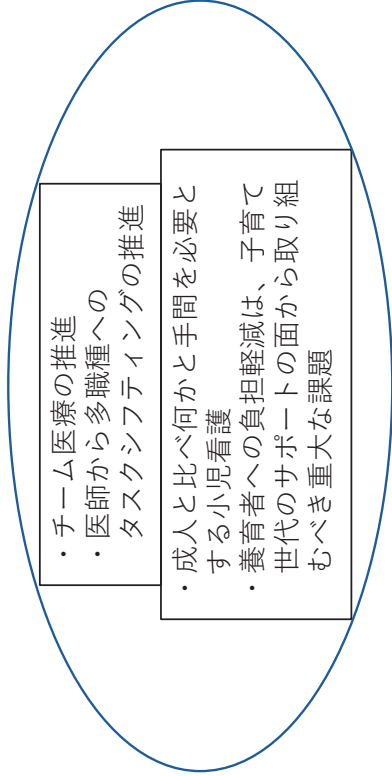 ・チーム医療の推進
・医師から多職種への
タスクシフティングの推進
・成人と比べ何かと手間を必要と
する小児看護
・養育者への負担軽減は、子育て
世代のサポートの面から取り組
むべき重大な課題